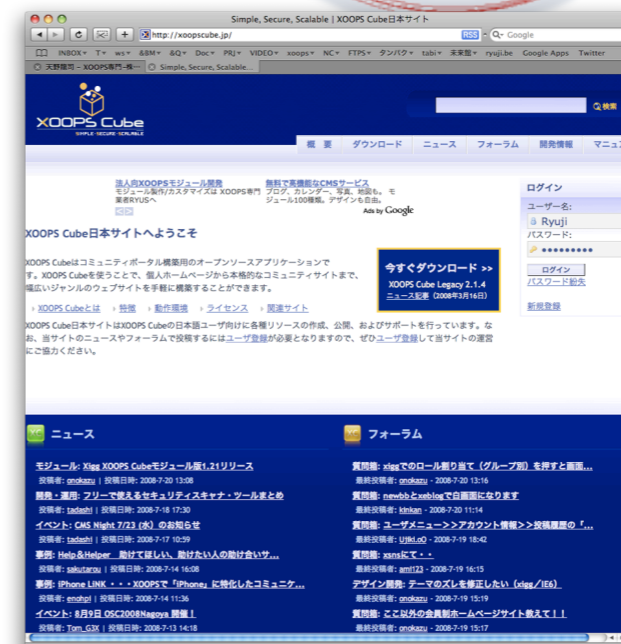 Simple, Secure, Scalable | XOOPS Cube日本サイト
http://xoopscube.jp/
RSS
Google
INBOX T ws &BM &Q Doc PRJ VIDEO xoops NC FTPS タンパク tabi 未来館 ryuji.be Google Apps Twitter
天野龍司 – XOOPS専門-株…
Simple, Secure, Scalable...
XOOPS Cube
SIMPLE-SECURE-SCALABLE
検索
概 要 ダウンロード ニュース フォーラム 開発情報 マニュ
法人向XOOPSモジュール開発
モジュール製作/カスタマイズは XOOPS専門
業者RYUSへ
無料で高機能なCMSサービス
ブログ、カレンダー、写真、地図も。 モ
ジュール100種類。デザインも自由。
Ads by Google
ログイン
ユーザー名:
Ryuji
パスワード:
ログイン
パスワード紛失
新規登録
XOOPS Cube日本サイトへようこそ
XOOPS Cubeはコミュニティポータル構築用のオープンソースアプリケーションで
す。XOOPS Cubeを使うことで、個人ホームページから本格的なコミュニティサイトまで、
幅広いジャンルのウェブサイトを手軽に構築することができます。
今すぐダウンロード >>
XOOPS Cube Legacy 2.1.4
ニュース記事（2008年3月16日）
XOOPS Cubeとは 特徴 動作環境 ライセンス 関連サイト
XOOPS Cube日本サイトはXOOPS Cubeの日本語ユーザ向けに各種リソースの作成、公開、およびサポートを行っています。な
お、当サイトのニュースやフォーラムで投稿するにはユーザ登録が必要となりますので、ぜひユーザ登録して当サイトの運営
にご協力ください。
ニュース
モジュール: Xigg XOOPS Cubeモジュール版1.21リリース
投稿者: onokazu | 投稿日時: 2008-7-20 13:08
開発・運用: フリーで使えるセキュリティスキャナ・ツールまとめ
投稿者: tadashi | 投稿日時: 2008-7-18 17:30
イベント: CMS Night 7/23 (水) のお知らせ
投稿者: tadashi | 投稿日時: 2008-7-17 10:59
事例: Help＆Helper 助けてほしい、助けたい人の助け合いサ...
投稿者: sakutarou | 投稿日時: 2008-7-14 16:08
事例: iPhone LINK ・・・XOOPSで「iPhone」に特化したコミュニケ...
投稿者: enohpi | 投稿日時: 2008-7-14 11:36
イベント: 8月9日 OSC2008Nagoya 開催！
投稿者: Tom_G3X | 投稿日時: 2008-7-13 14:18
フォーラム
質問箱: xiggでのロール割り当て（グループ別）を押すと画面...
最終投稿者: onokazu - 2008-7-20 13:16
質問箱: newbbとxeblogで白画面になります
最終投稿者: kinkan - 2008-7-20 11:14
質問箱: ユーザメニュー>>アカウント情報>>投稿履歴の「...
最終投稿者: UjiKi.oO - 2008-7-19 18:42
質問箱: xsnsにて・・
最終投稿者: ami123 - 2008-7-19 16:15
デザイン開発: テーマのズレを修正したい（xigg／IE6）
最終投稿者: onokazu - 2008-7-19 15:19
質問箱: ここ以外の会員制ホームページサイト教えて！！
最終投稿者: onokazu - 2008-7-19 15:17